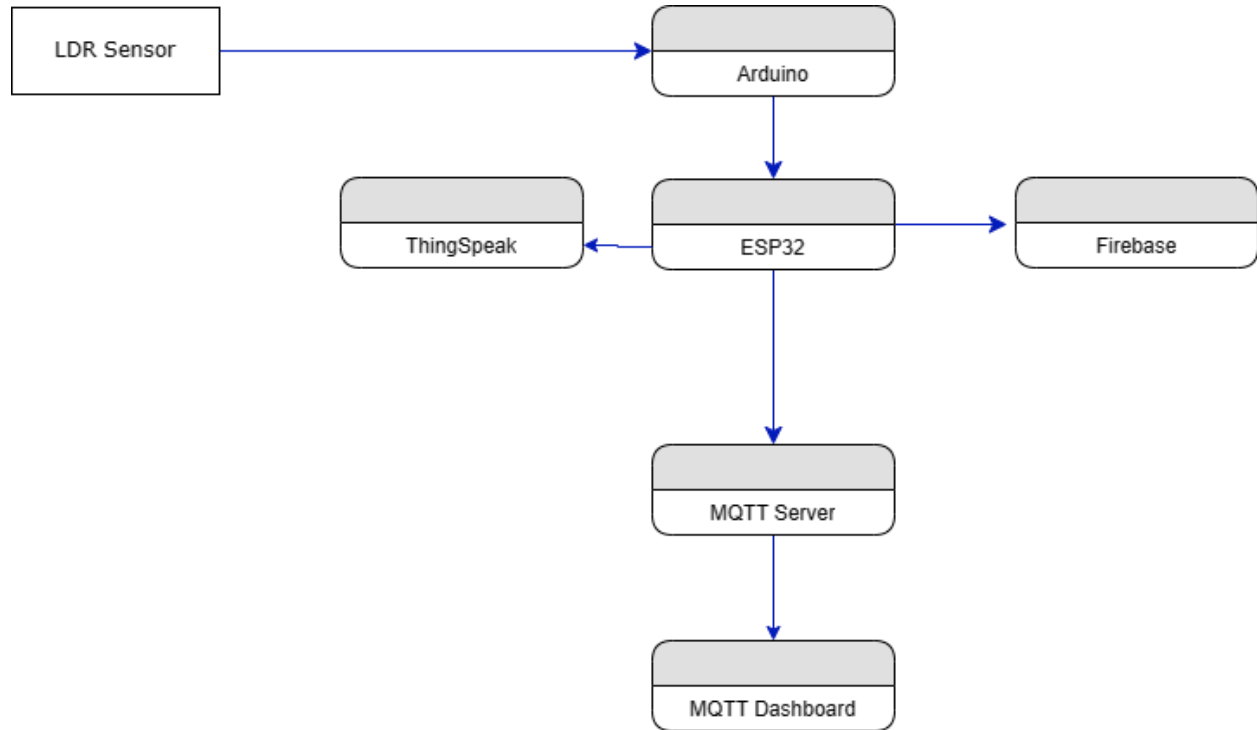 LDR Sensor
Arduino
ThingSpeak
ESP32
Firebase
MQTT Server
MQTT Dashboard